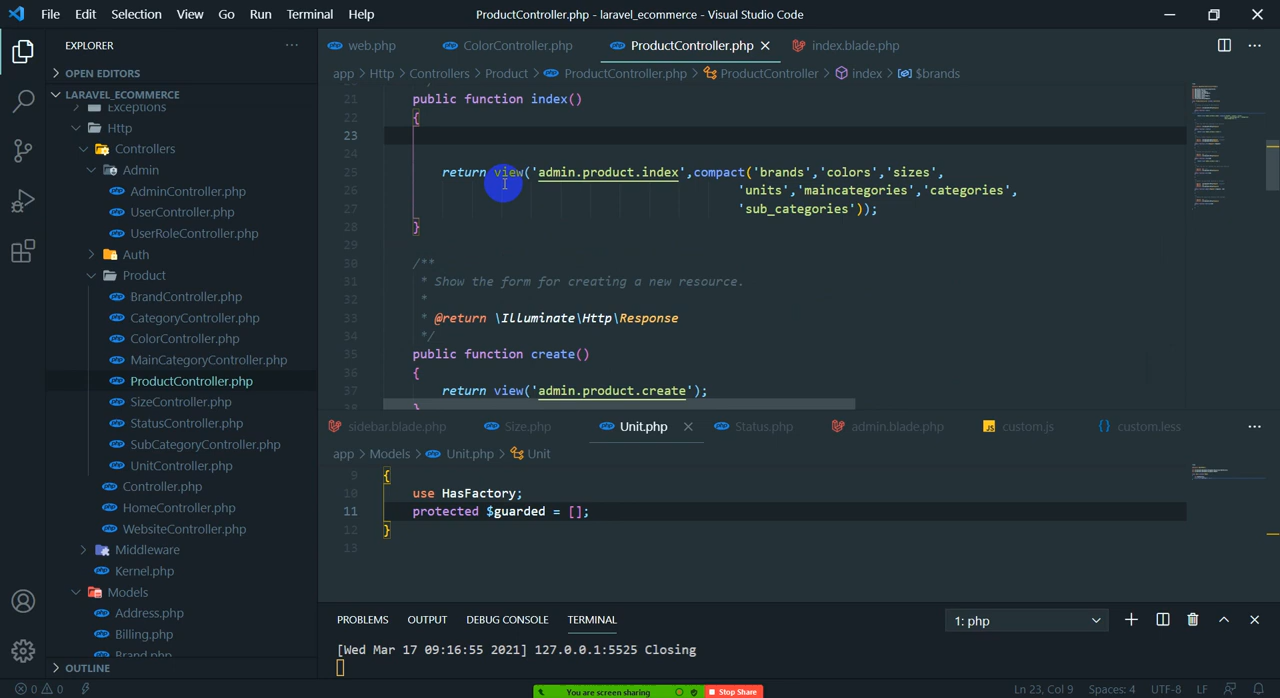 File Edit Selection View Go Run Terminal Help ProductController.php - laravel_ecommerce - Visual Studio Code
EXPLORER
OPEN EDITORS
LARAVEL_ECOMMERCE
Exceptions
Http
Controllers
Admin
AdminController.php
UserController.php
UserRoleController.php
Auth
Product
BrandController.php
CategoryController.php
ColorController.php
MainCategoryController.php
ProductController.php
SizeController.php
StatusController.php
SubCategoryController.php
UnitController.php
Controller.php
HomeController.php
WebsiteController.php
Middleware
Kernel.php
Models
Address.php
Billing.php
Brand.php
OUTLINE
web.php ColorController.php ProductController.php index.blade.php
app > Http > Controllers > Product > ProductController.php > ProductController > index > $brands
21 public function index()
22 {
23
24
25 return view('admin.product.index',compact('brands','colors','sizes',
26 'units','maincategories','categories',
27 'sub_categories'));
28 }
29
30 /**
31 * Show the form for creating a new resource.
32 *
33 * @return \Illuminate\Http\Response
34 */
35 public function create()
36 {
37 return view('admin.product.create');
38 }
sidebar.blade.php Size.php Unit.php Status.php admin.blade.php custom.js custom.less
app > Models > Unit.php > Unit
9 {
10 use HasFactory;
11 protected $guarded = [];
12 }
13
PROBLEMS OUTPUT DEBUG CONSOLE TERMINAL 1: php
[Wed Mar 17 09:16:55 2021] 127.0.0.1:5525 Closing
0 0 You are screen sharing Stop Share Ln 23, Col 9 Spaces: 4 UTF-8 LF PHP